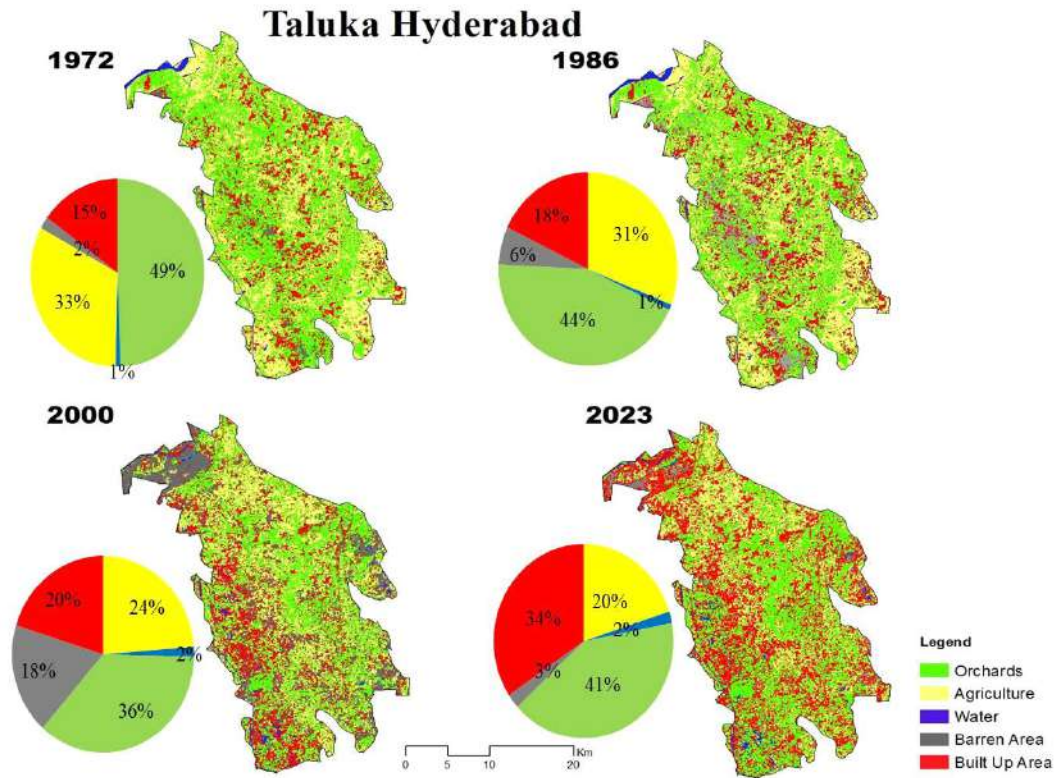 Taluka Hyderabad
1972
1986
15%
2%
49%
33%
1%
18%
31%
6%
1%
44%
2000
2023
20%
24%
2%
18%
36%
34%
20%
2%
3%
41%
Legend
Orchards
Agriculture
Water
Barren Area
Built Up Area
Km
0 5 10 20